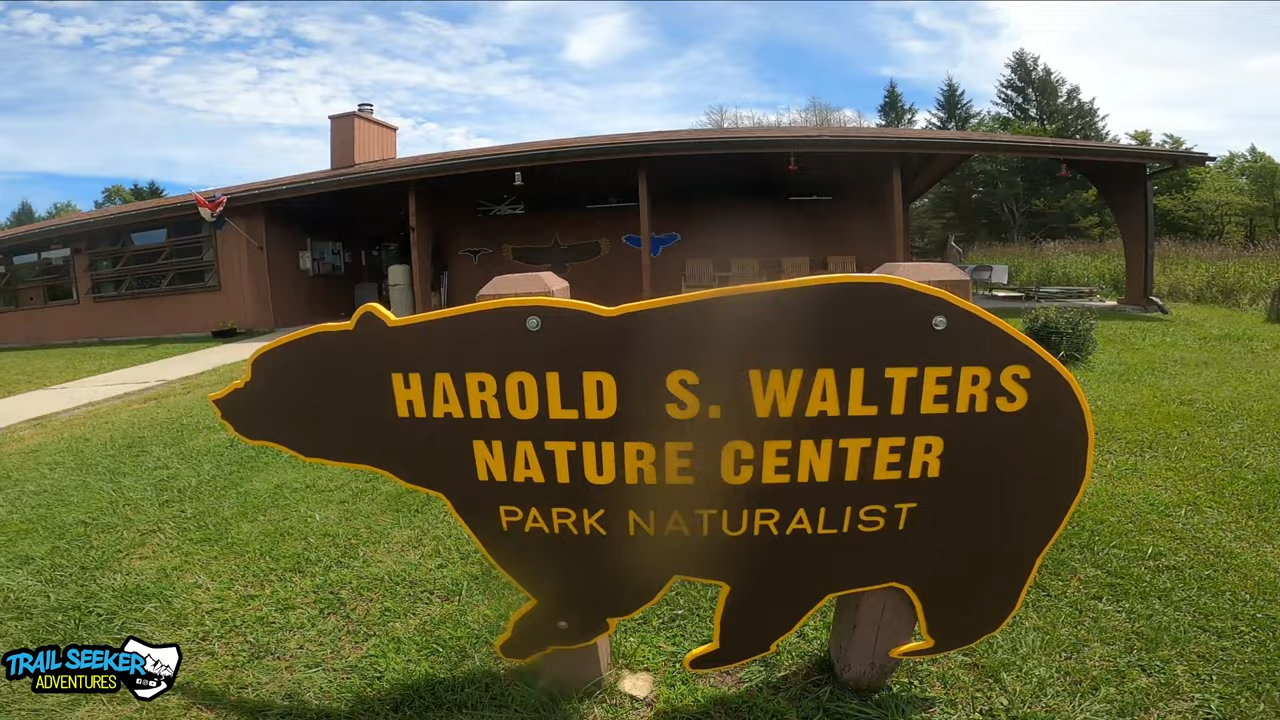 HAROLD S. WALTERS
NATURE CENTER
PARK NATURALIST
TRAIL SEEKER
ADVENTURES